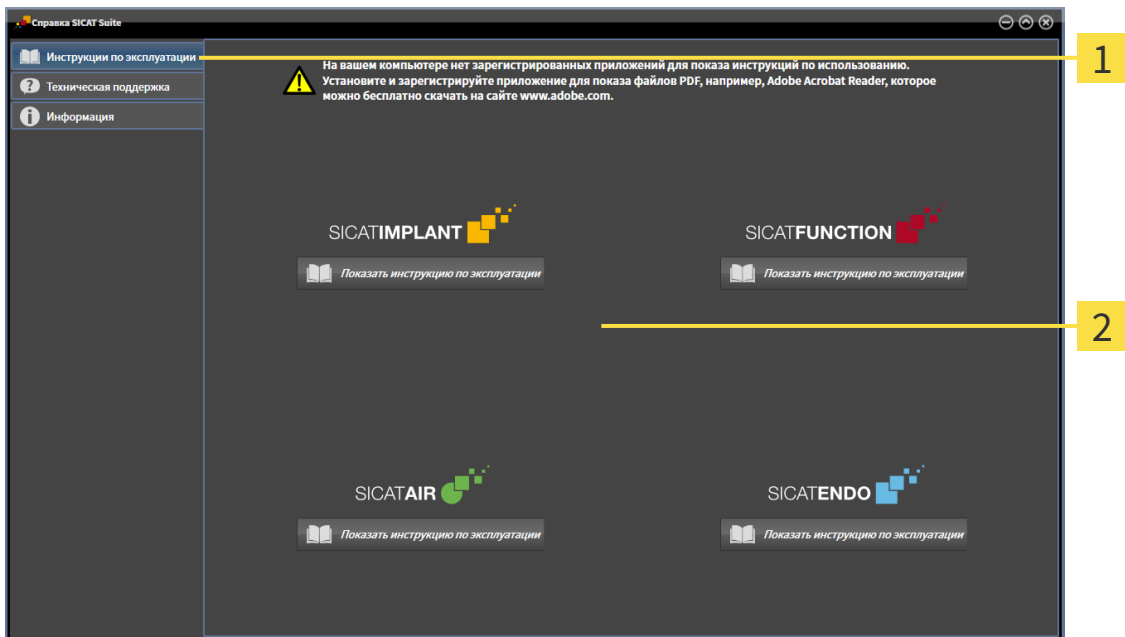 Справка SICAT Suite
Инструкции по эксплуатации
Техническая поддержка
Информация
На вашем компьютере нет зарегистрированных приложений для показа инструкций по использованию.
Установите и зарегистрируйте приложение для показа файлов PDF, например, Adobe Acrobat Reader, которое
можно бесплатно скачать на сайте www.adobe.com.
1
SICATIMPLANT
SICATFUNCTION
Показать инструкцию по эксплуатации
Показать инструкцию по эксплуатации
2
SICATAIR
SICATENDO
Показать инструкцию по эксплуатации
Показать инструкцию по эксплуатации